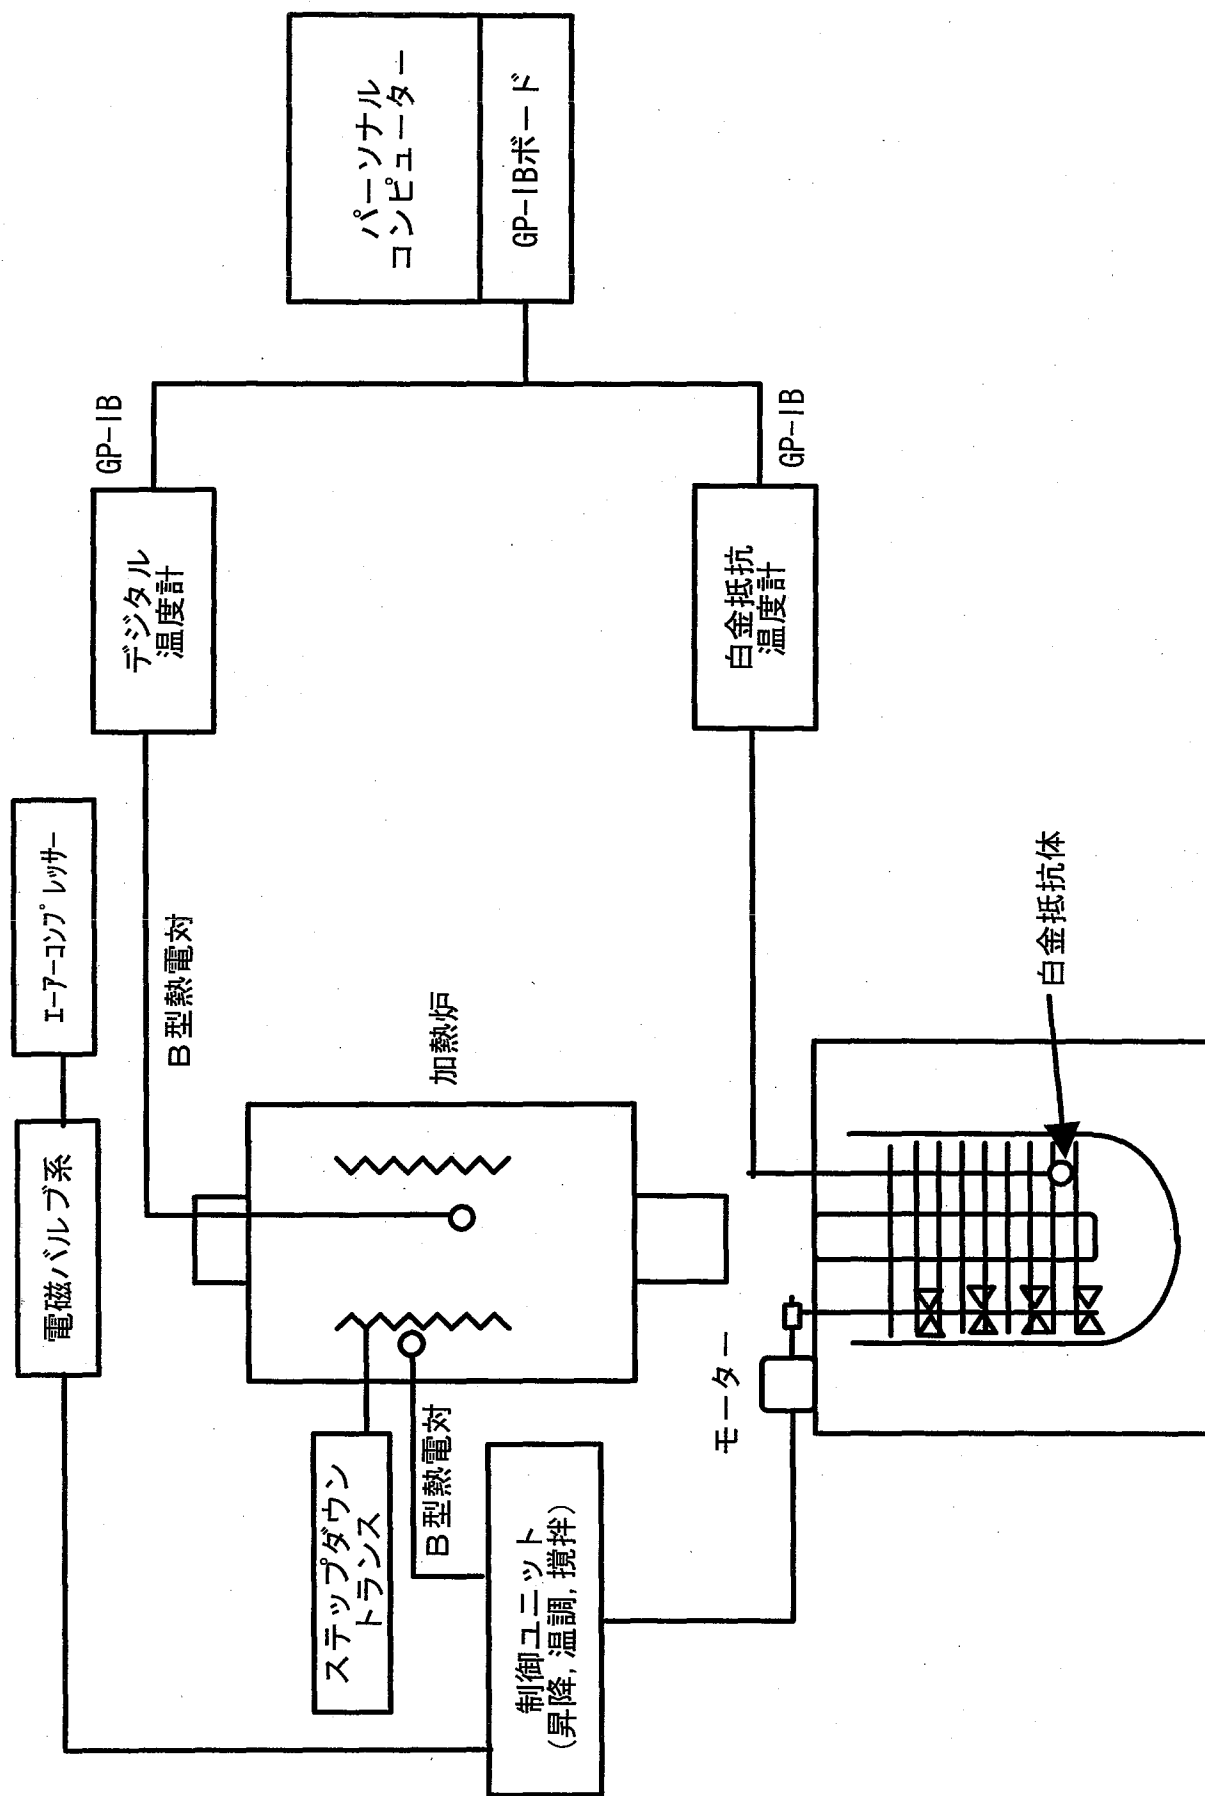 エアーコンプレッサー
電磁バルブ系
デジタル
温度計
GP-IB
B型熱電対
加熱炉
ステップダウン
トランス
B型熱電対
制御ユニット
(昇降,温調,撹拌)
モーター
白金抵抗体
白金抵抗
温度計
GP-IB
パーソナル
コンピューター
GP-IBボード